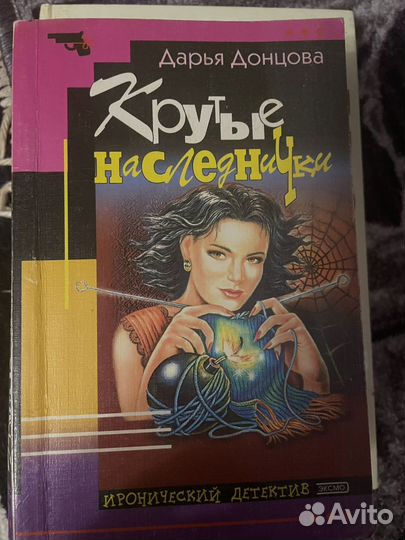 Дарья Донцова
Крутые
наследнички
ИРОНИЧЕСКИЙ ДЕТЕКТИВ ЭКСМО
Avito